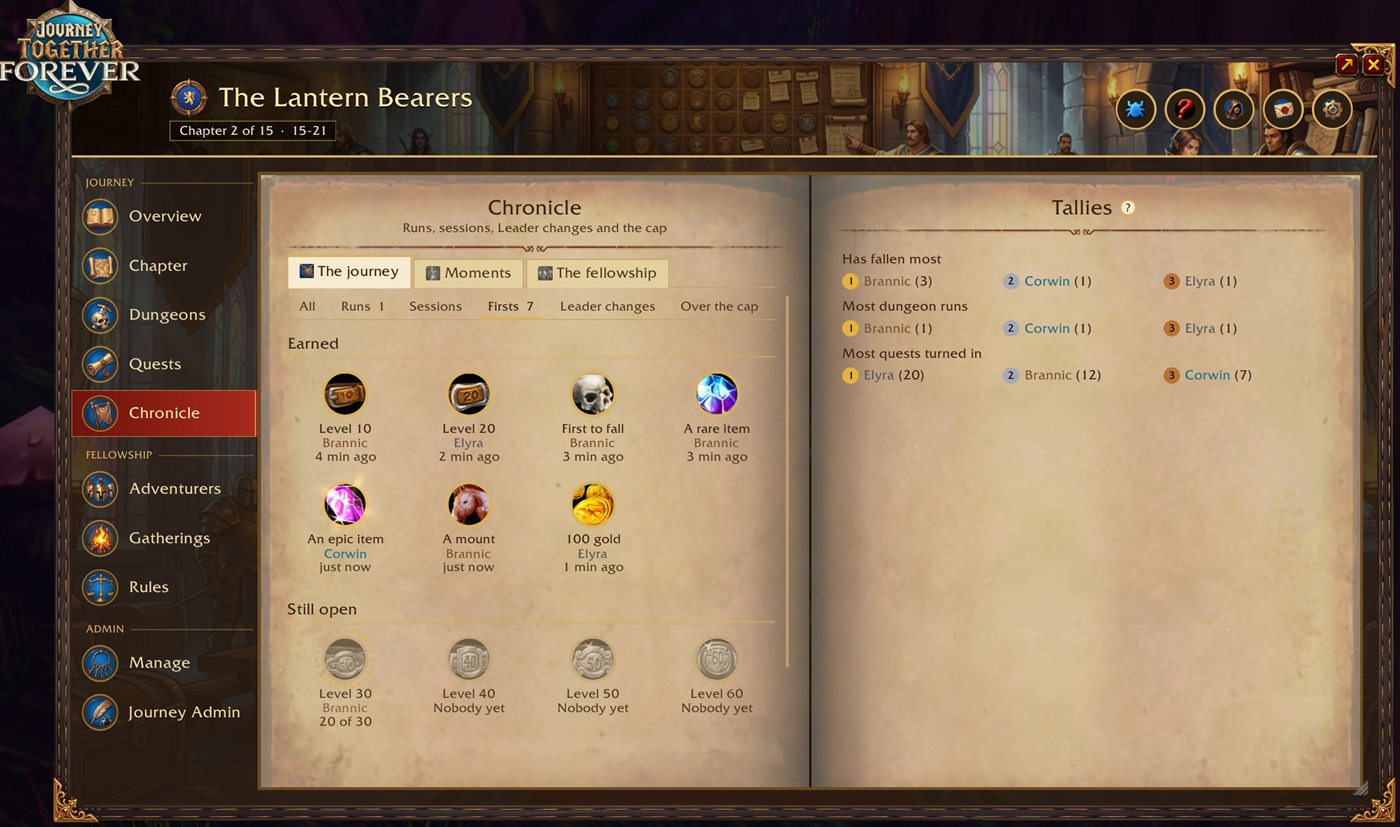 JOURNEY
TOGETHER
FOREVER
The Lantern Bearers
Chapter 2 of 15 · 15-21
JOURNEY
Overview
Chapter
Dungeons
Quests
Chronicle
FELLOWSHIP
Adventurers
Gatherings
Rules
ADMIN
Manage
Journey Admin
Chronicle
Runs, sessions, Leader changes and the cap
The journey Moments The fellowship
All Runs 1 Sessions Firsts 7 Leader changes Over the cap
Earned
10 20
Level 10 Level 20 First to fall A rare item
Brannic Elyra Brannic Brannic
4 min ago 2 min ago 3 min ago 3 min ago
An epic item A mount 100 gold
Corwin Brannic Elyra
just now just now 1 min ago
Still open
30 40 50 60
Level 30 Level 40 Level 50 Level 60
Brannic Nobody yet Nobody yet Nobody yet
20 of 30
Tallies ?
Has fallen most
1 Brannic (3) 2 Corwin (1) 3 Elyra (1)
Most dungeon runs
1 Brannic (1) 2 Corwin (1) 3 Elyra (1)
Most quests turned in
1 Elyra (20) 2 Brannic (12) 3 Corwin (7)